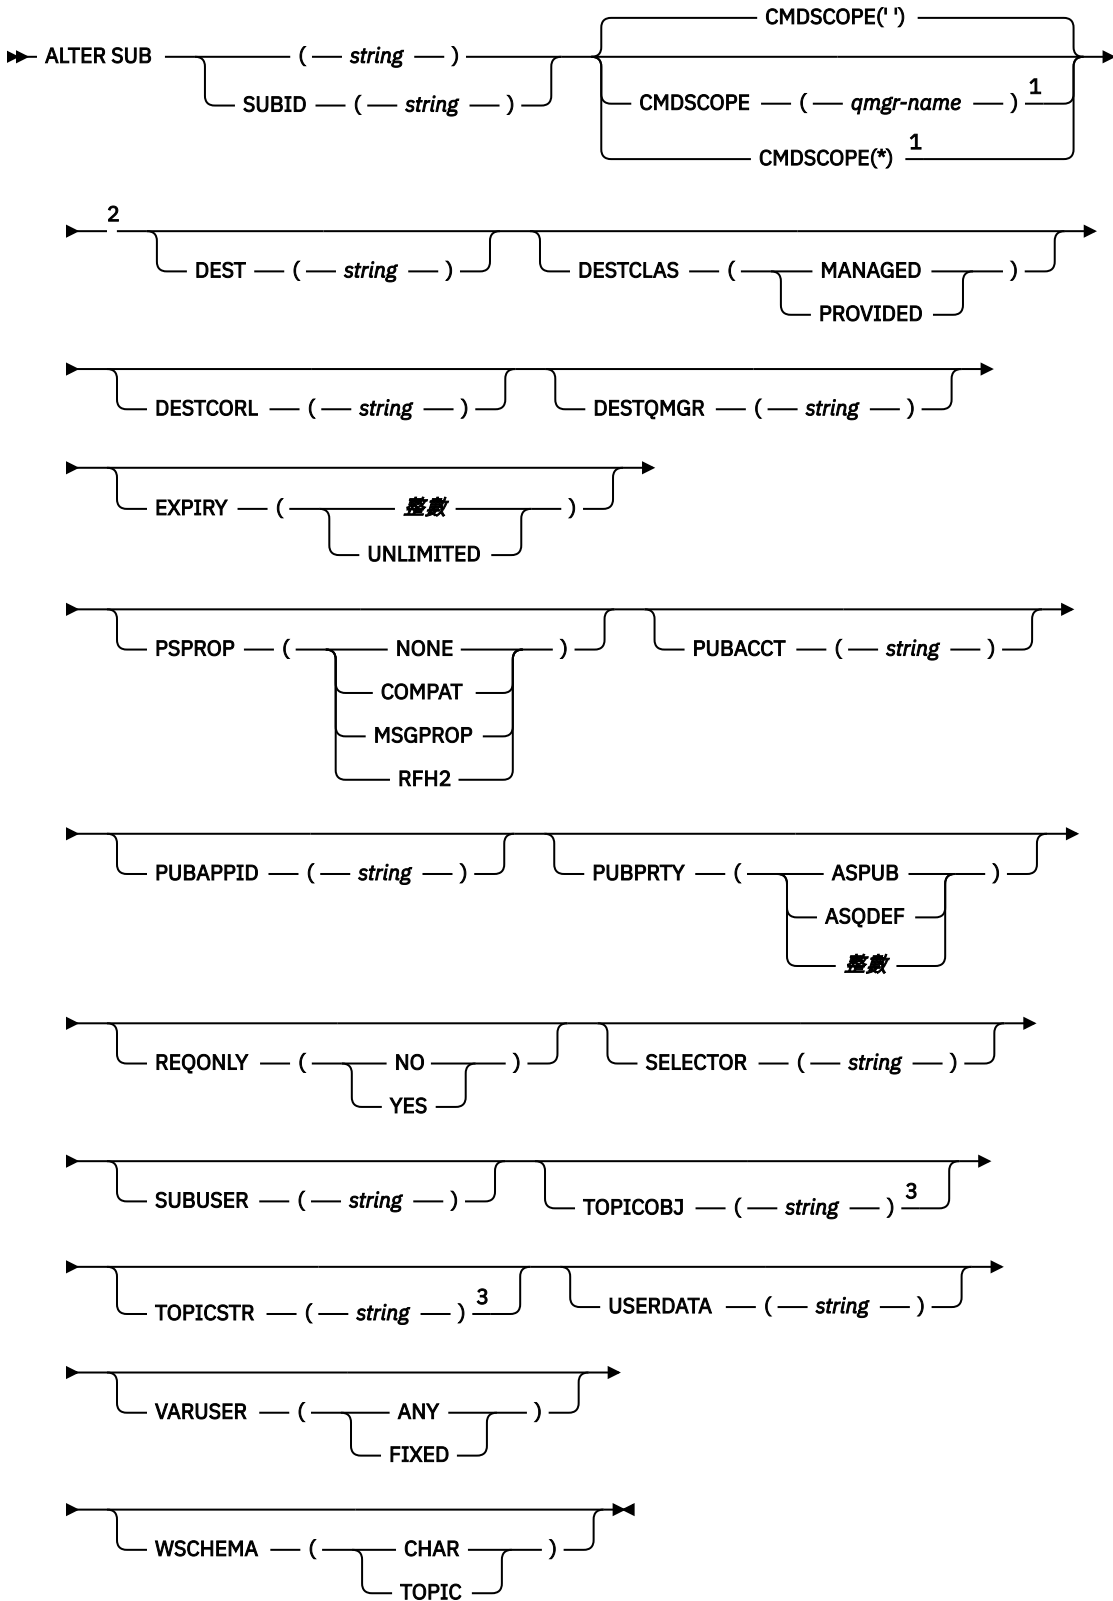 CMDSCOPE(' ')
ALTER SUB ( string )
SUBID ( string )
CMDSCOPE ( qmgr-name ) 1
CMDSCOPE(*) 1
2
DEST ( string ) DESTCLAS ( MANAGED )
PROVIDED
DESTCORL ( string ) DESTQMGR ( string )
EXPIRY ( 整數 )
UNLIMITED
PSPROP ( NONE ) PUBACCT ( string )
COMPAT
MSGPROP
RFH2
PUBAPPID ( string ) PUBPRTY ( ASPUB )
ASQDEF
整數
REQONLY ( NO ) SELECTOR ( string )
YES
SUBUSER ( string ) TOPICOBJ ( string ) 3
TOPICSTR ( string ) 3 USERDATA ( string )
VARUSER ( ANY )
FIXED
WSCHEMA ( CHAR )
TOPIC